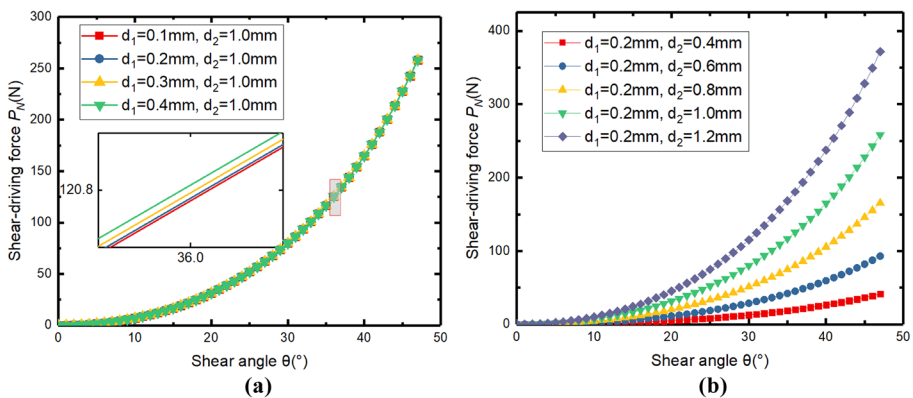 (a)
300
250
200
150
100
50
0
Shear-driving force P_N(N)
d₁=0.1mm, d₂=1.0mm
d₁=0.2mm, d₂=1.0mm
d₁=0.3mm, d₂=1.0mm
d₁=0.4mm, d₂=1.0mm
120.8
36.0
0 10 20 30 40 50
Shear angle θ(°)
(a)
(b)
400
300
200
100
0
Shear-driving force P_N(N)
d₁=0.2mm, d₂=0.4mm
d₁=0.2mm, d₂=0.6mm
d₁=0.2mm, d₂=0.8mm
d₁=0.2mm, d₂=1.0mm
d₁=0.2mm, d₂=1.2mm
0 10 20 30 40 50
Shear angle θ(°)
(b)